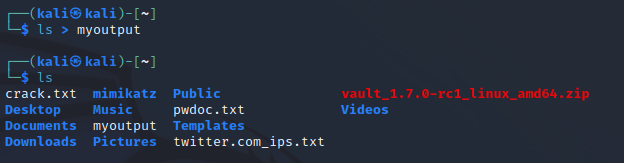 ┌──(kali㉿kali)-[~]
└─$ ls > myoutput
┌──(kali㉿kali)-[~]
└─$ ls
crack.txt  mimikatz  Public  vault_1.7.0-rc1_linux_amd64.zip
Desktop  Music  pwdoc.txt  Videos
Documents  myoutput  Templates
Downloads  Pictures  twitter.com_ips.txt